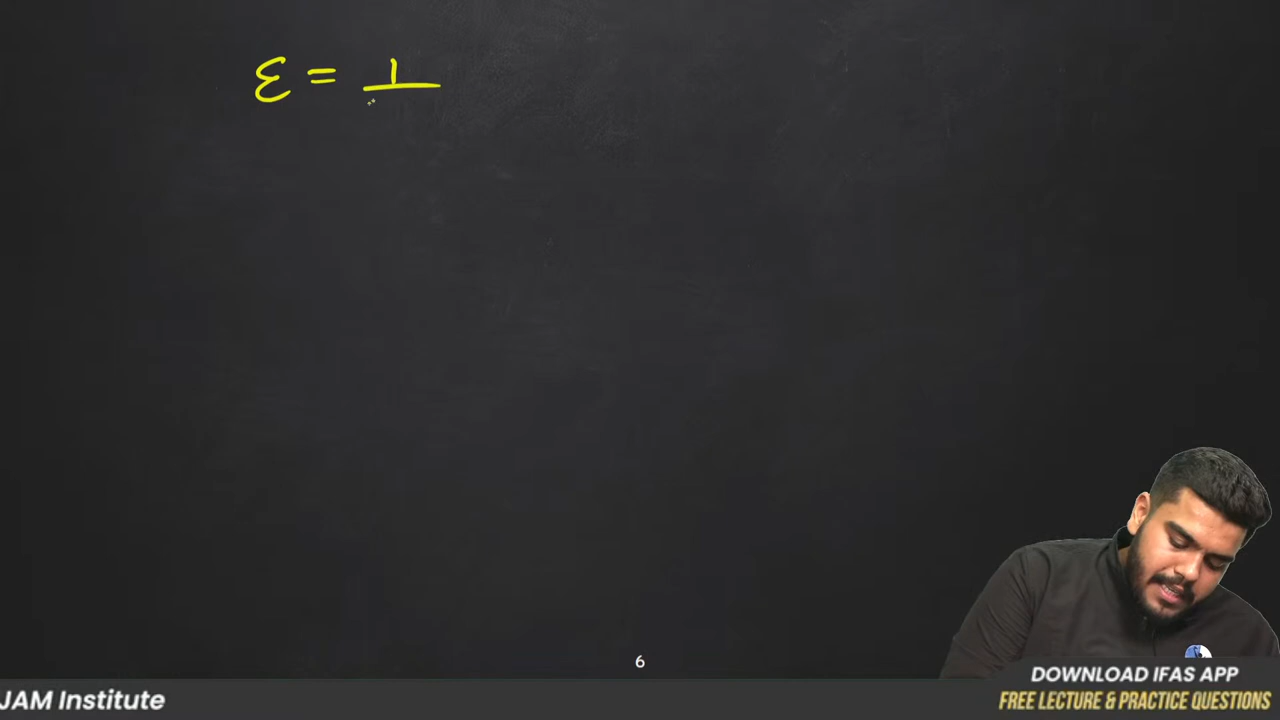 ε = 1
6
JAM Institute
DOWNLOAD IFAS APP
FREE LECTURE & PRACTICE QUESTIONS